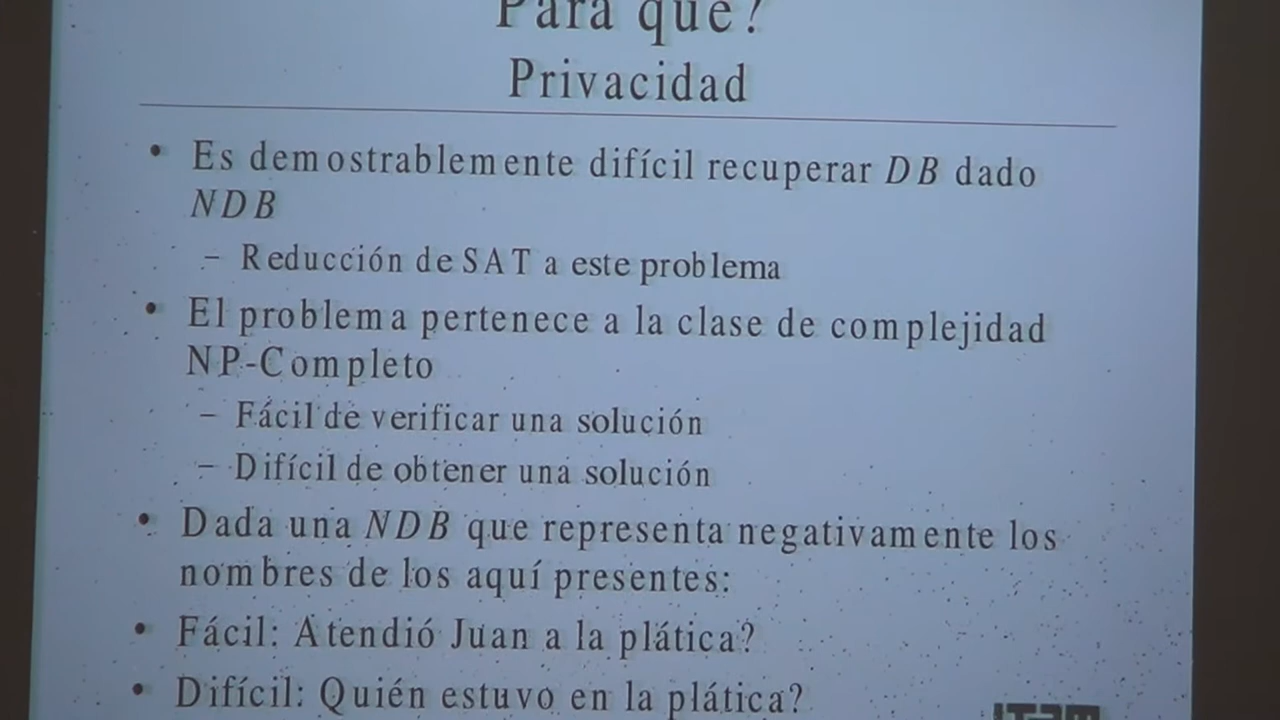 Para qué?
Privacidad
• Es demostrablemente difícil recuperar DB dado
NDB
– Reducción de SAT a este problema
• El problema pertenece a la clase de complejidad
NP-Completo
– Fácil de verificar una solución
– Difícil de obtener una solución
• Dada una NDB que representa negativamente los
nombres de los aquí presentes:
• Fácil: Atendió Juan a la plática?
• Difícil: Quién estuvo en la plática?